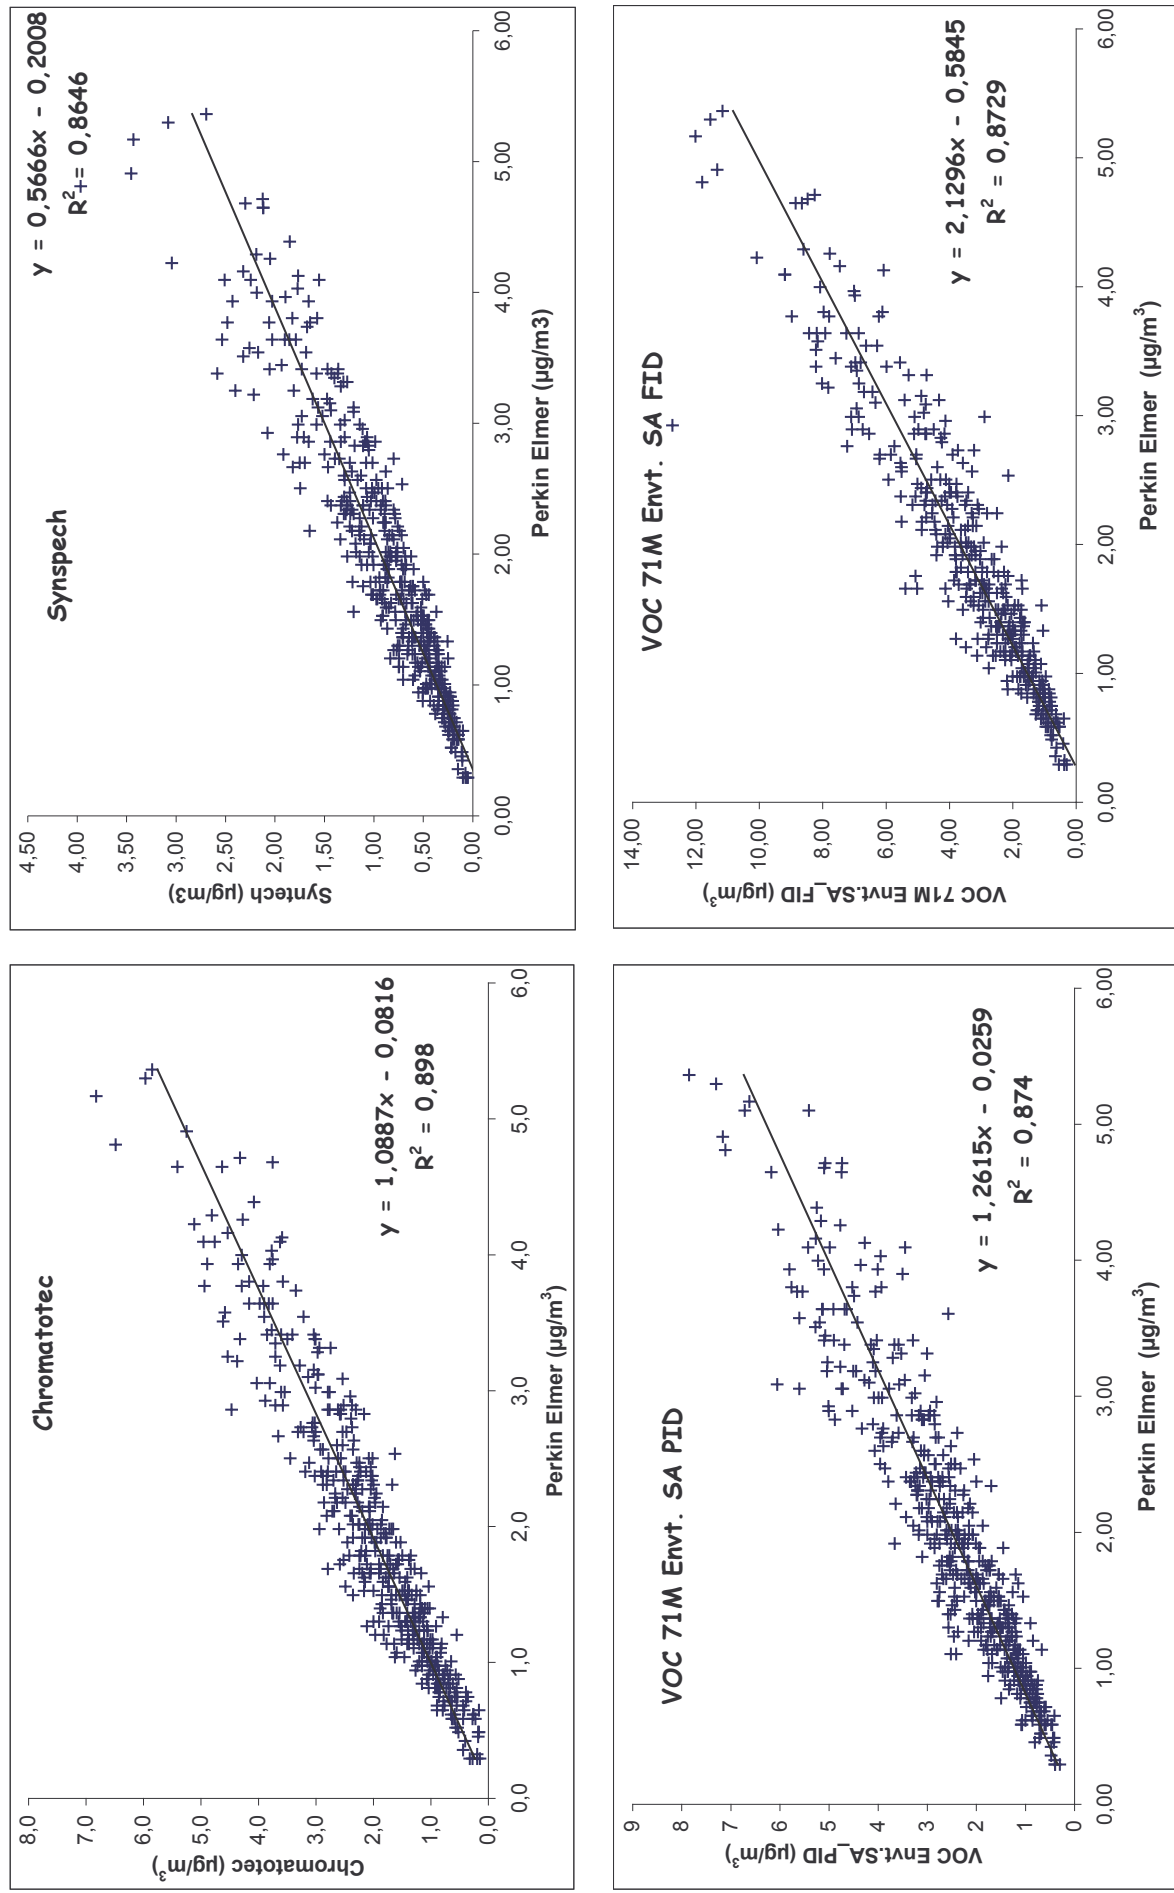 Chromatotec
y = 1,0887x - 0,0816
R² = 0,898
8,0
7,0
6,0
5,0
4,0
3,0
2,0
1,0
0,0
Chromatotec (µg/m³)
0,0 1,0 2,0 3,0 4,0 5,0 6,0
Perkin Elmer (µg/m³)
Synspech
y = 0,5666x - 0,2008
R² = 0,8646
4,50
4,00
3,50
3,00
2,50
2,00
1,50
1,00
0,50
0,00
Syntech (µg/m3)
0,00 1,00 2,00 3,00 4,00 5,00 6,00
Perkin Elmer (µg/m3)
VOC 71M Envt. SA PID
y = 1,2615x - 0,0259
R² = 0,874
9
8
7
6
5
4
3
2
1
0
VOC Envt.SA_PID (µg/m³)
0,00 1,00 2,00 3,00 4,00 5,00 6,00
Perkin Elmer (µg/m³)
VOC 71M Envt. SA FID
y = 2,1296x - 0,5845
R² = 0,8729
14,00
12,00
10,00
8,00
6,00
4,00
2,00
0,00
VOC 71M Envt.SA_FID (µg/m³)
0,00 1,00 2,00 3,00 4,00 5,00 6,00
Perkin Elmer (µg/m³)